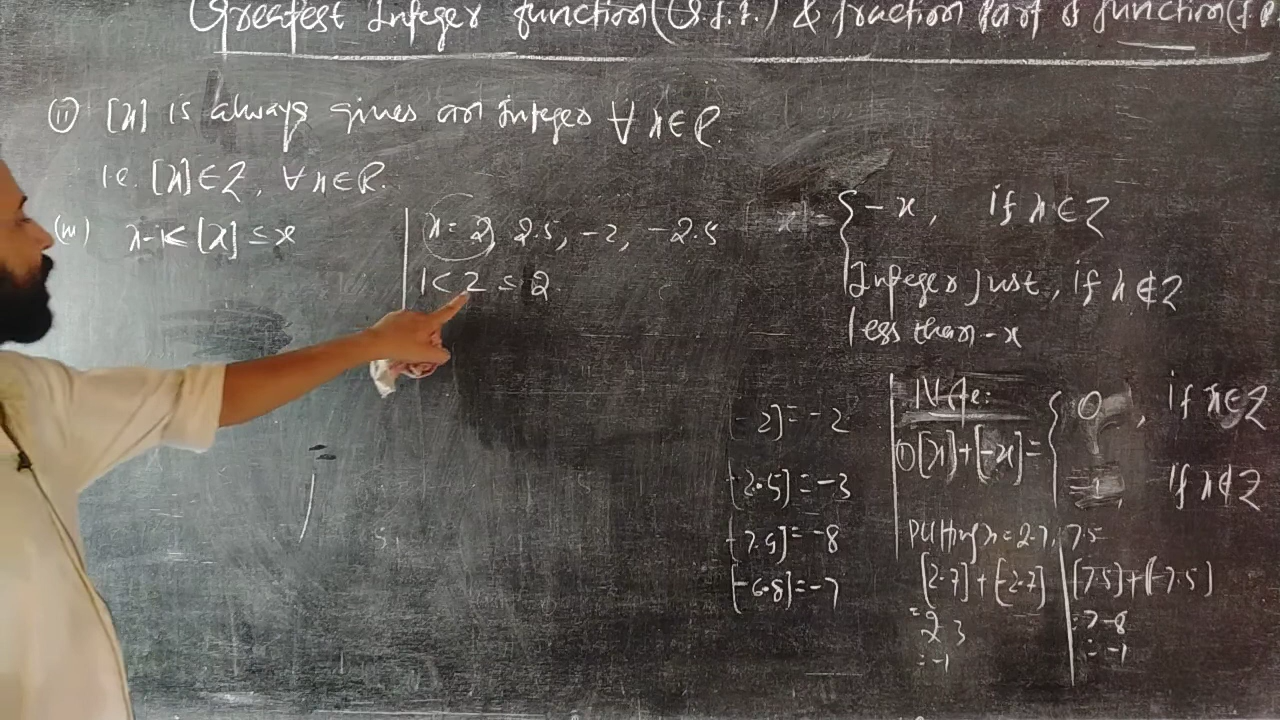 Greatest Integer function(G.I.F.) & fraction Part of function(F.P
(ii) [x] is always gives an Integer ∀ x∈R.
i.e. [x]∈Z, ∀ x∈R.
(iii) x-1<[x]≤x
x=2, 2.5, -2, -2.5
1<2≤2.
[-x]= { -x, if x∈Z
Integer just, if x∉Z
less than -x
[-2]=-2
[-2.5]=-3
[-7.5]=-8
[-6.8]=-7
Note:
(1) [x]+[-x]= { 0, if x∈Z
-1, if x∉Z
Putting x=2.7, 7.5
[2.7]+[-2.7] | [7.5]+[-7.5]
=2-3 | =7-8
=-1 | =-1